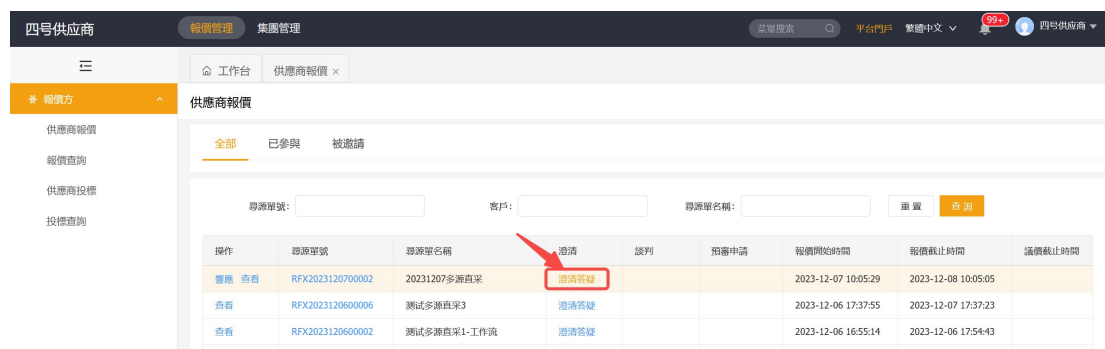 四号供应商 報價管理 集團管理 菜單搜索 平台門戶 繁體中文 99+ 四号供应商
工作台 供應商報價 ×
報價方
供應商報價
報價查詢
供應商投標
投標查詢
供應商報價
全部 已參與 被邀請
尋源單號: 客戶: 尋源單名稱: 重置 查詢
操作 尋源單號 尋源單名稱 澄清 談判 預審申請 報價開始時間 報價截止時間 議價截止時間
響應 查看 RFX2023120700002 20231207多源直采 澄清答疑 2023-12-07 10:05:29 2023-12-08 10:05:05
查看 RFX2023120600006 测试多源直采3 澄清答疑 2023-12-06 17:37:55 2023-12-07 17:37:23
查看 RFX2023120600002 测试多源直采1-工作流 澄清答疑 2023-12-06 16:55:14 2023-12-06 17:54:43